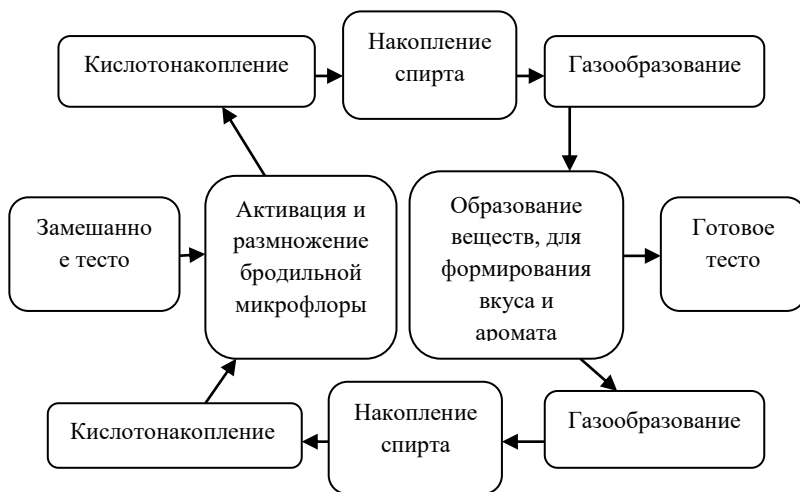 Кислотонакопление
Накопление
спирта
Газообразование
Замешанно
е тесто
Активация и
размножение
бродильной
микрофлоры
Образование
веществ, для
формирования
вкуса и
аромата
Готовое
тесто
Кислотонакопление
Накопление
спирта
Газообразование